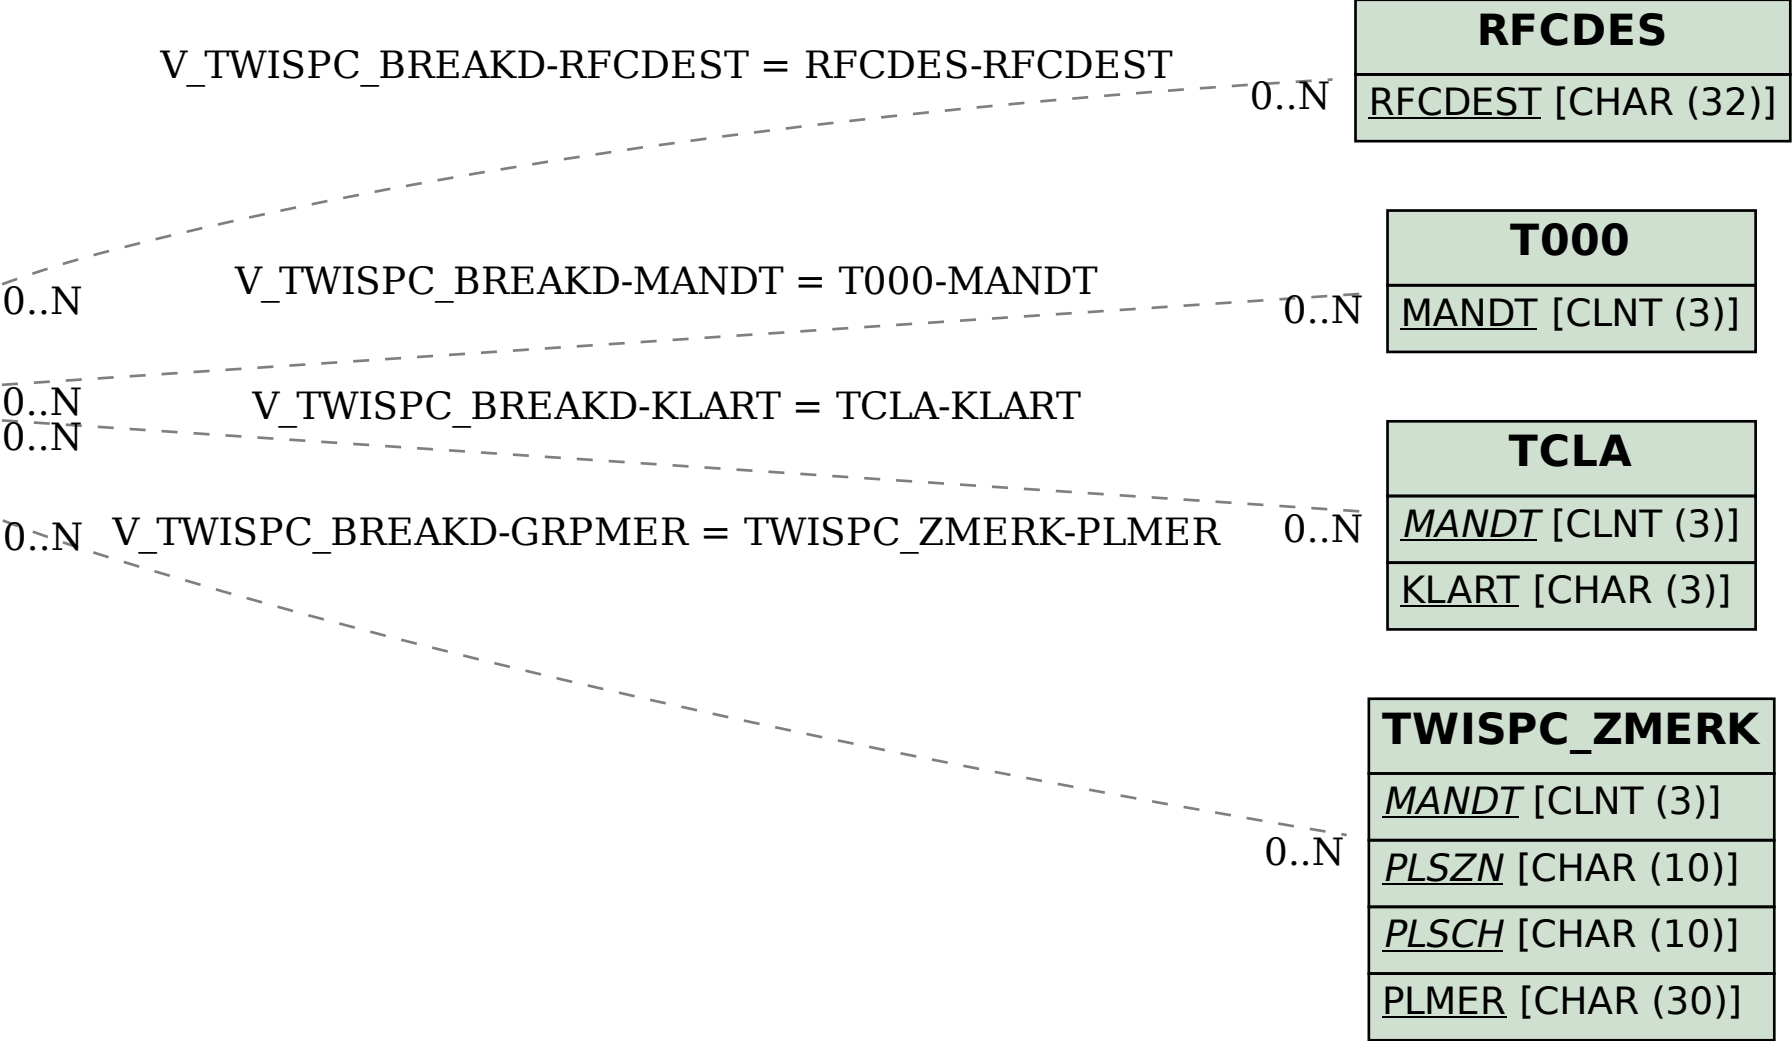 RFCDES
V_TWISPC_BREAKD-RFCDEST = RFCDES-RFCDEST
0..N
RFCDEST [CHAR (32)]
T000
V_TWISPC_BREAKD-MANDT = T000-MANDT
0..N
0..N
MANDT [CLNT (3)]
0..N
V_TWISPC_BREAKD-KLART = TCLA-KLART
0..N
TCLA
MANDT [CLNT (3)]
0..N
V_TWISPC_BREAKD-GRPMER = TWISPC_ZMERK-PLMER
0..N
KLART [CHAR (3)]
TWISPC_ZMERK
MANDT [CLNT (3)]
0..N
PLSZN [CHAR (10)]
PLSCH [CHAR (10)]
PLMER [CHAR (30)]